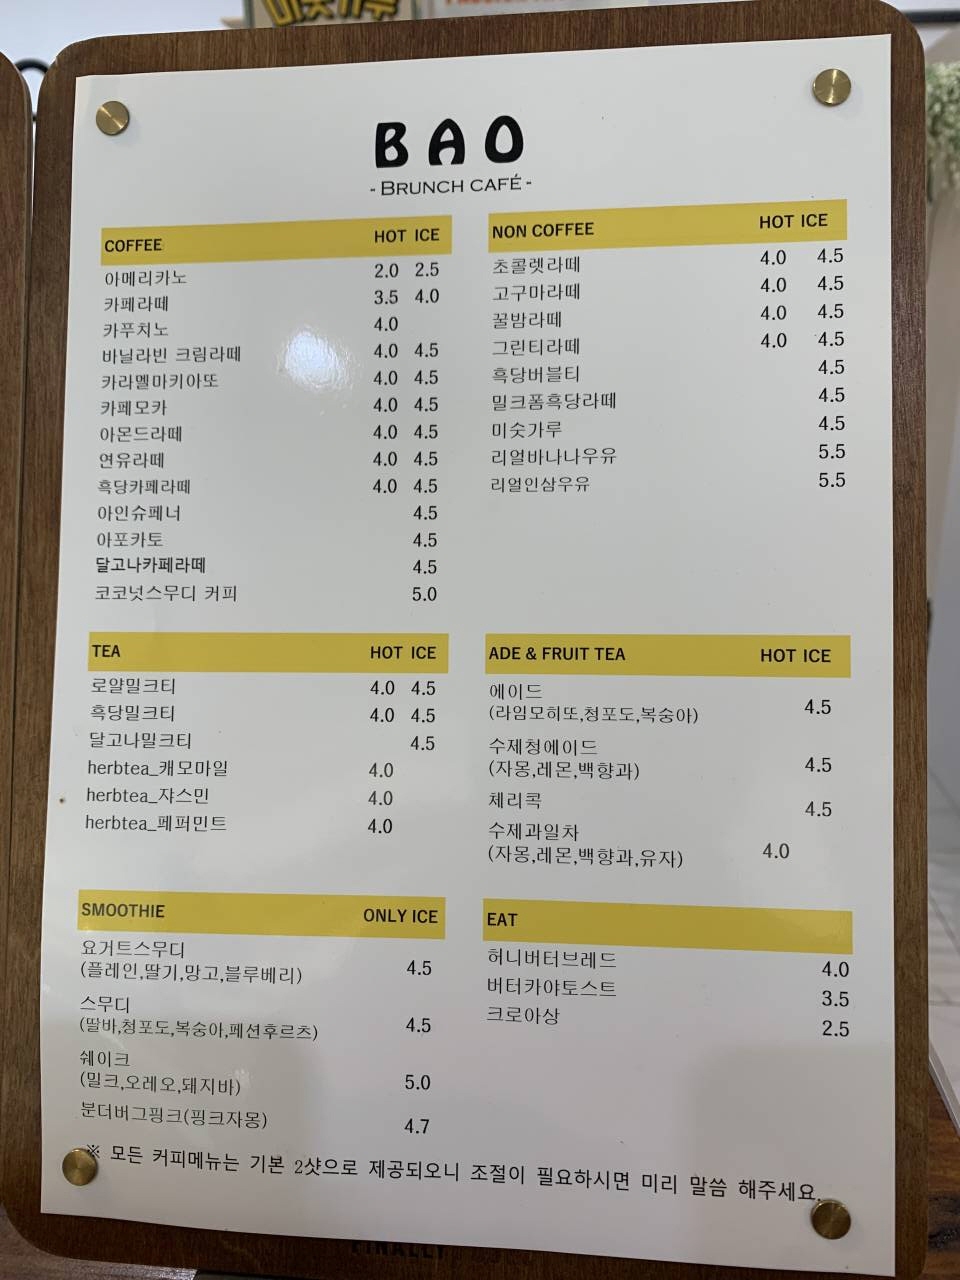 BAO
- BRUNCH CAFÉ -
COFFEE HOT ICE
아메리카노 2.0 2.5
카페라떼 3.5 4.0
카푸치노 4.0
바닐라빈 크림라떼 4.0 4.5
카라멜마키아또 4.0 4.5
카페모카 4.0 4.5
아몬드라떼 4.0 4.5
연유라떼 4.0 4.5
흑당카페라떼 4.0 4.5
아인슈페너 4.5
아포카토 4.5
달고나카페라떼 4.5
코코넛스무디 커피 5.0
NON COFFEE HOT ICE
초콜렛라떼 4.0 4.5
고구마라떼 4.0 4.5
꿀밤라떼 4.0 4.5
그린티라떼 4.0 4.5
흑당버블티 4.5
밀크폼흑당라떼 4.5
미숫가루 4.5
리얼바나나우유 5.5
리얼인삼우유 5.5
TEA HOT ICE
로얄밀크티 4.0 4.5
흑당밀크티 4.0 4.5
달고나밀크티 4.5
herbtea_캐모마일 4.0
herbtea_쟈스민 4.0
herbtea_페퍼민트 4.0
ADE & FRUIT TEA HOT ICE
에이드
(라임모히또,청포도,복숭아) 4.5
수제청에이드
(자몽,레몬,백향과) 4.5
체리콕 4.5
수제과일차
(자몽,레몬,백향과,유자) 4.0
SMOOTHIE ONLY ICE
요거트스무디
(플레인,딸기,망고,블루베리) 4.5
스무디
(딸바,청포도,복숭아,페션후르츠) 4.5
쉐이크
(밀크,오레오,돼지바) 5.0
분더버그핑크(핑크자몽) 4.7
EAT
허니버터브레드 4.0
버터카야토스트 3.5
크로아상 2.5
※ 모든 커피메뉴는 기본 2샷으로 제공되오니 조절이 필요하시면 미리 말씀 해주세요.
FINALLY